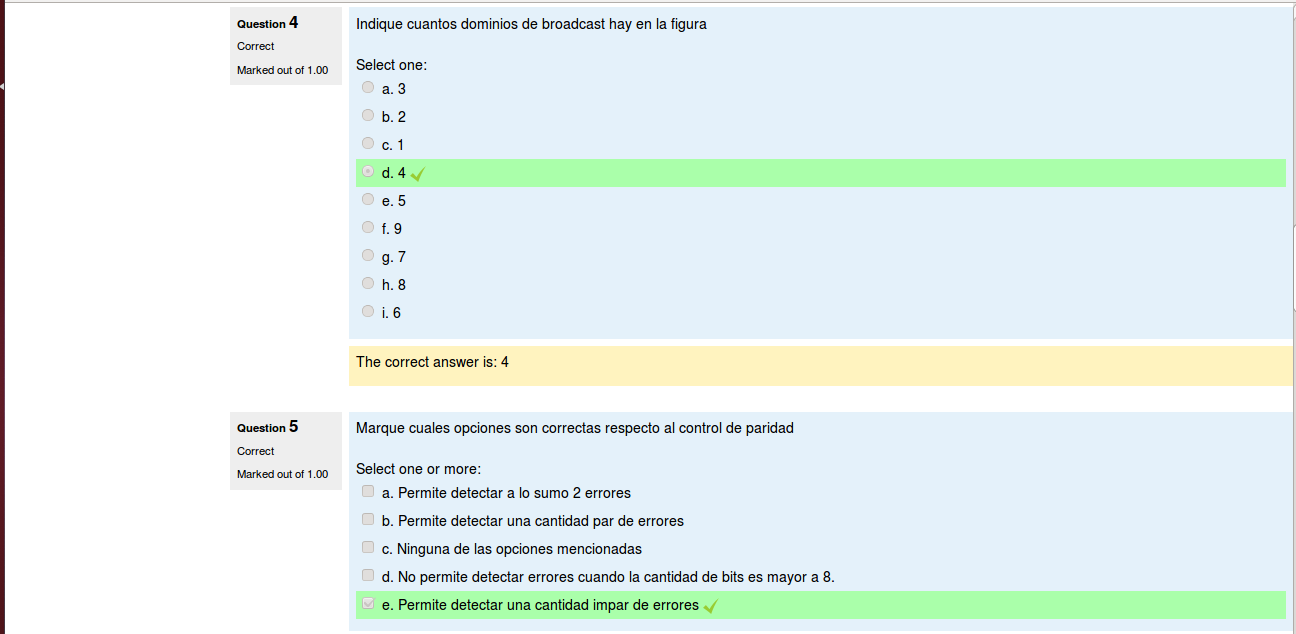 Question 4
Correct
Marked out of 1.00
Indique cuantos dominios de broadcast hay en la figura
Select one:
a. 3
b. 2
c. 1
d. 4
e. 5
f. 9
g. 7
h. 8
i. 6
The correct answer is: 4
Question 5
Correct
Marked out of 1.00
Marque cuales opciones son correctas respecto al control de paridad
Select one or more:
a. Permite detectar a lo sumo 2 errores
b. Permite detectar una cantidad par de errores
c. Ninguna de las opciones mencionadas
d. No permite detectar errores cuando la cantidad de bits es mayor a 8.
e. Permite detectar una cantidad impar de errores